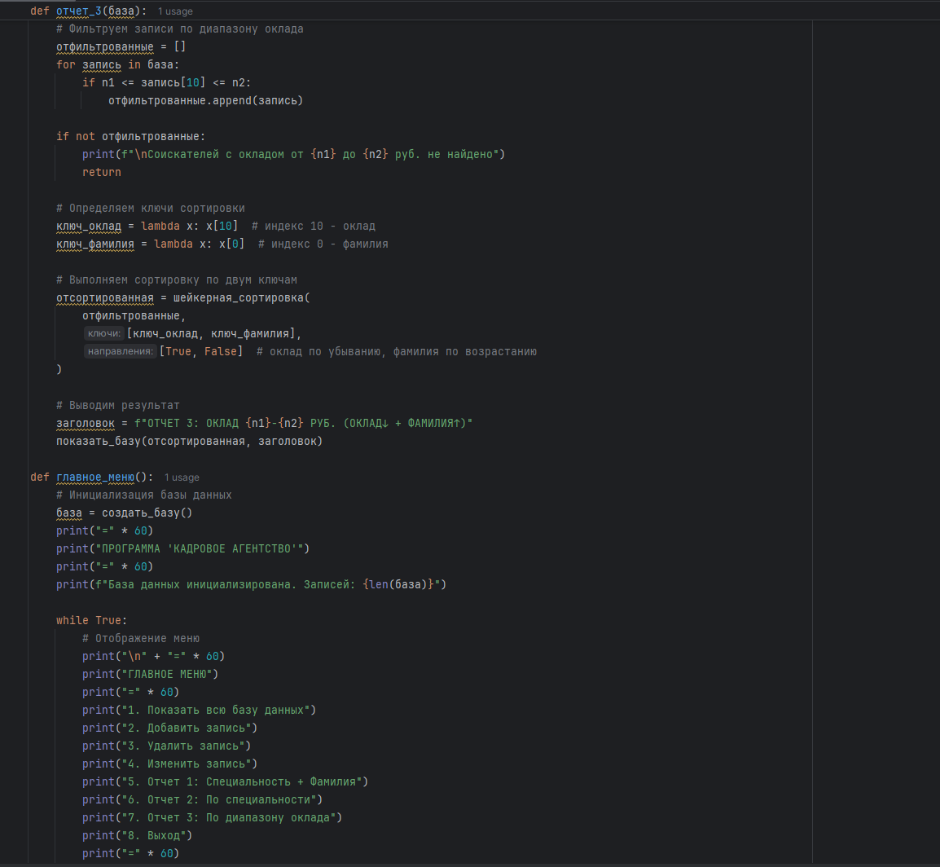 def отчет_3(база): 1 usage
    # Фильтруем записи по диапазону оклада
    отфильтрованные = []
    for запись in база:
        if n1 <= запись[10] <= n2:
            отфильтрованные.append(запись)

    if not отфильтрованные:
        print(f"\nСоискателей с окладом от {n1} до {n2} руб. не найдено")
        return

    # Определяем ключи сортировки
    ключ_оклад = lambda x: x[10]  # индекс 10 - оклад
    ключ_фамилия = lambda x: x[0]  # индекс 0 - фамилия

    # Выполняем сортировку по двум ключам
    отсортированная = шейкерная_сортировка(
        отфильтрованные,
        ключи: [ключ_оклад, ключ_фамилия],
        направления: [True, False]  # оклад по убыванию, фамилия по возрастанию
    )

    # Выводим результат
    заголовок = f"ОТЧЕТ 3: ОКЛАД {n1}-{n2} РУБ. (ОКЛАД↓ + ФАМИЛИЯ↑)"
    показать_базу(отсортированная, заголовок)

def главное_меню(): 1 usage
    # Инициализация базы данных
    база = создать_базу()
    print("=" * 60)
    print("ПРОГРАММА 'КАДРОВОЕ АГЕНТСТВО'")
    print("=" * 60)
    print(f"База данных инициализирована. Записей: {len(база)}")

    while True:
        # Отображение меню
        print("\n" + "=" * 60)
        print("ГЛАВНОЕ МЕНЮ")
        print("=" * 60)
        print("1. Показать всю базу данных")
        print("2. Добавить запись")
        print("3. Удалить запись")
        print("4. Изменить запись")
        print("5. Отчет 1: Специальность + Фамилия")
        print("6. Отчет 2: По специальности")
        print("7. Отчет 3: По диапазону оклада")
        print("8. Выход")
        print("=" * 60)